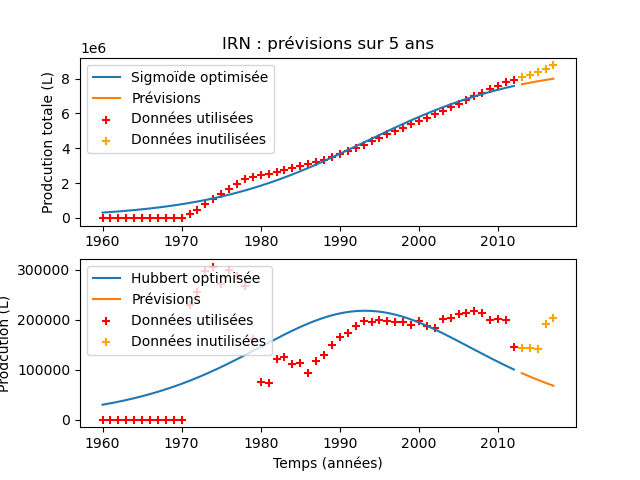 IRN : prévisions sur 5 ans
1e6
Prodcution totale (L)
8
6
4
2
0
Sigmoïde optimisée
Prévisions
Données utilisées
Données inutilisées
1960 1970 1980 1990 2000 2010
Prodcution (L)
300000
200000
100000
0
Hubbert optimisée
Prévisions
Données utilisées
Données inutilisées
1960 1970 1980 1990 2000 2010
Temps (années)